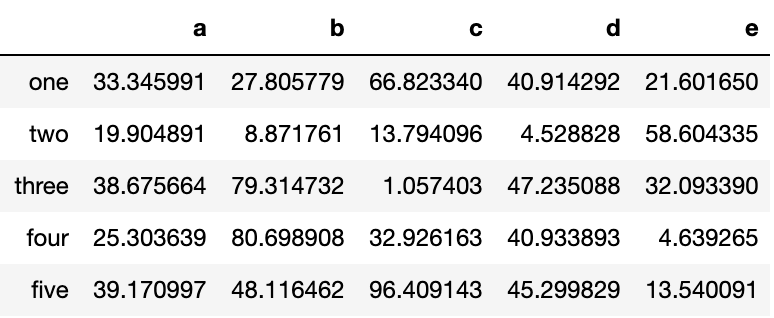 a b c d e
one 33.345991 27.805779 66.823340 40.914292 21.601650
two 19.904891 8.871761 13.794096 4.528828 58.604335
three 38.675664 79.314732 1.057403 47.235088 32.093390
four 25.303639 80.698908 32.926163 40.933893 4.639265
five 39.170997 48.116462 96.409143 45.299829 13.540091